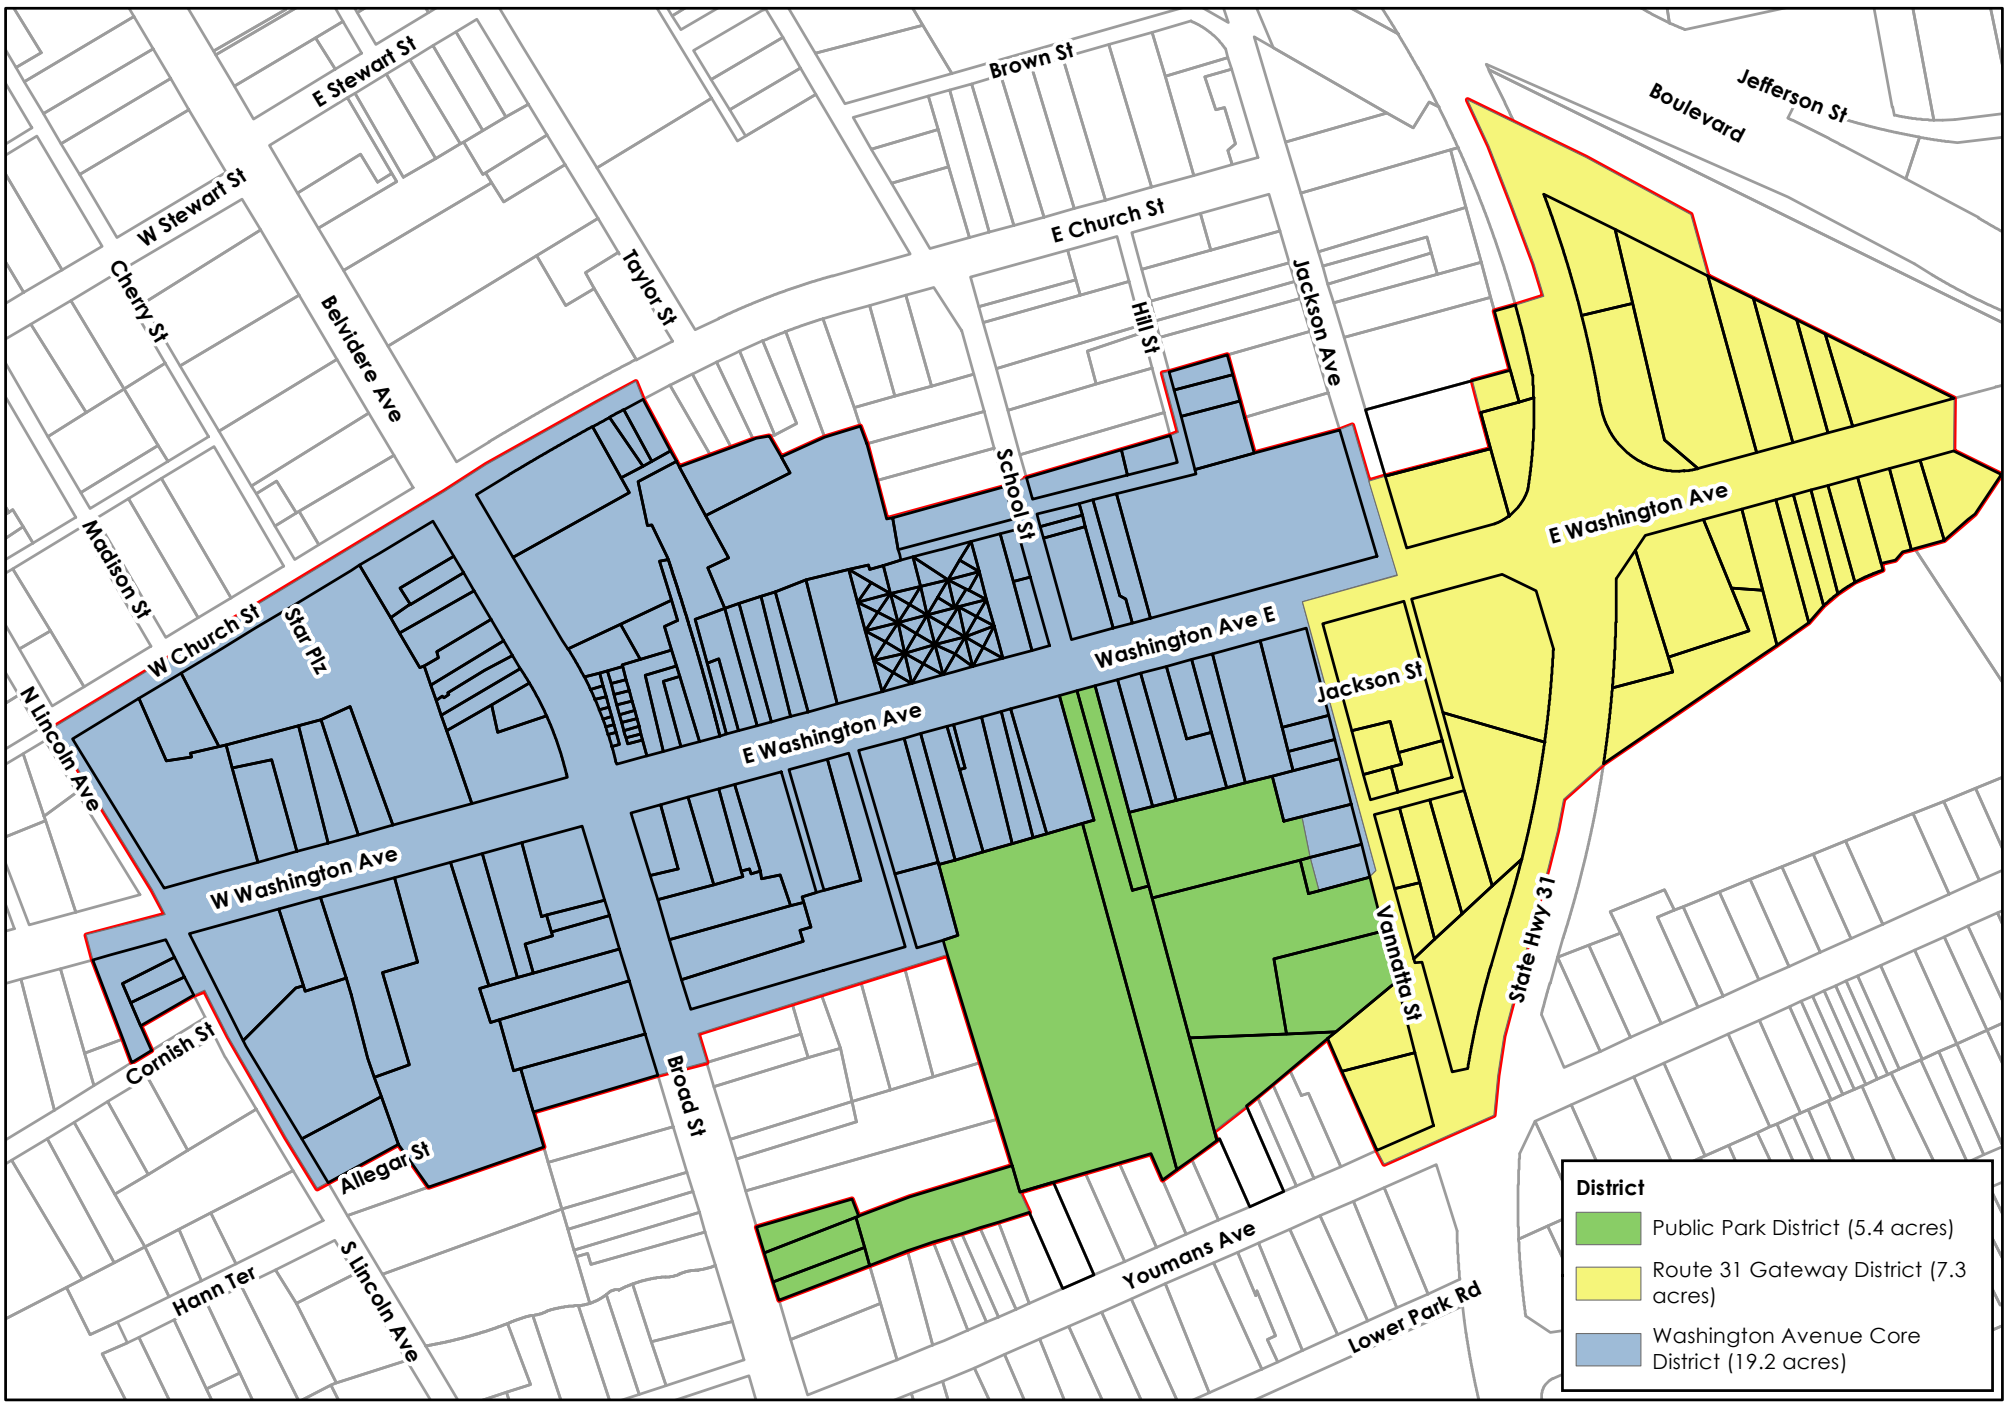 E Stewart St
Brown St
Jefferson St
Boulevard
W Stewart St
E Church St
Cherry St
Taylor St
Belvidere Ave
Hill St
Jackson Ave
School St
Madison St
E Washington Ave
W Church St
Star Plz
Washington Ave E
N Lincoln Ave
Jackson St
E Washington Ave
W Washington Ave
Vannatta St
State Hwy 31
Cornish St
Broad St
Allegar St
S Lincoln Ave
Hann Ter
Youmans Ave
Lower Park Rd
District
Public Park District (5.4 acres)
Route 31 Gateway District (7.3
acres)
Washington Avenue Core
District (19.2 acres)